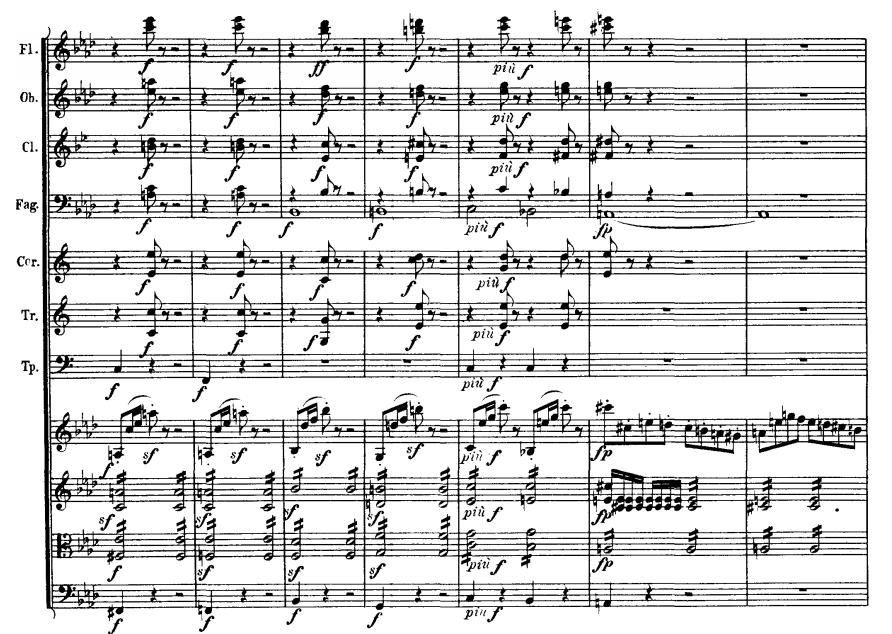 Fl.
f f ff f più f
Ob.
f f f f più f
Cl.
f f f f più f
Fag.
f f f f più f fp
Cor.
f f f f più f
Tr.
f f f f più f
Tp.
f f più f
f sf sf sf sf più f fp
sf sf sf sf più f fp
f sf sf sf più f fp
f f f f più f